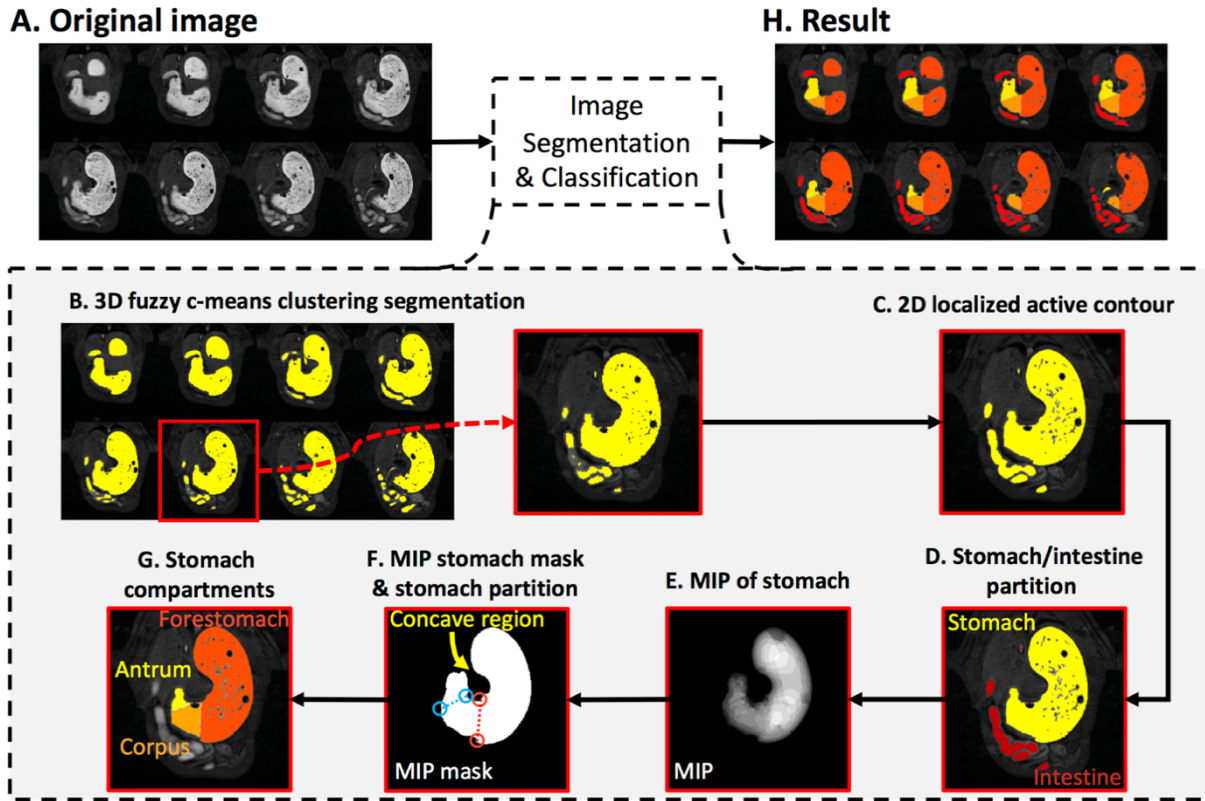 A. Original image
H. Result
Image
Segmentation
& Classification
B. 3D fuzzy c-means clustering segmentation
C. 2D localized active contour
G. Stomach
compartments
Forestomach
Antrum
Corpus
F. MIP stomach mask
& stomach partition
Concave region
MIP mask
E. MIP of stomach
MIP
D. Stomach/intestine
partition
Stomach
Intestine